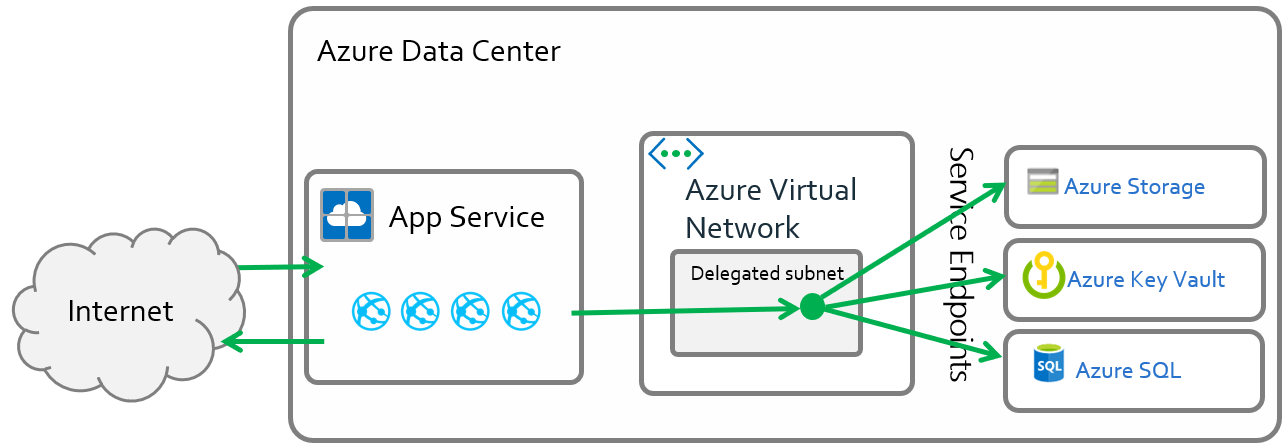 Azure Data Center
Internet
App Service
Azure Virtual
Network
Delegated subnet
Service Endpoints
Azure Storage
Azure Key Vault
SQL
Azure SQL